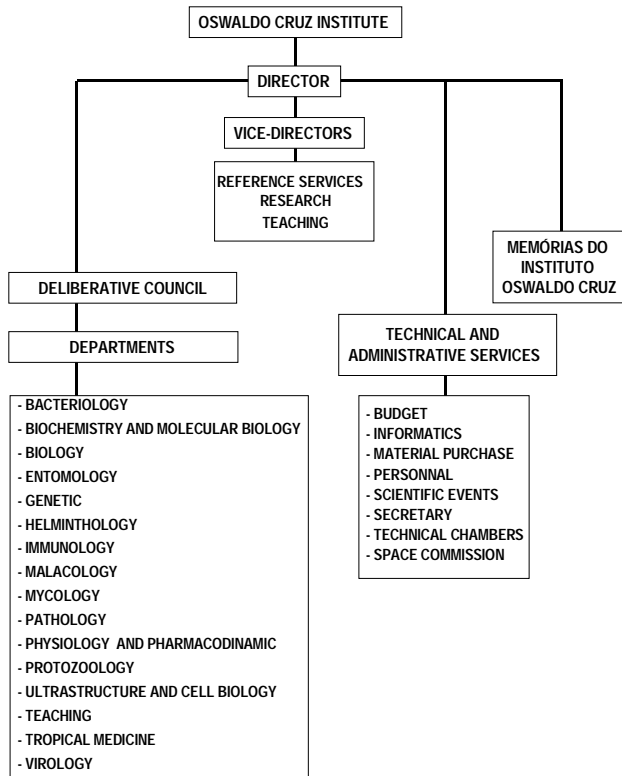 OSWALDO CRUZ INSTITUTE
DIRECTOR
VICE-DIRECTORS
REFERENCE SERVICES
RESEARCH
TEACHING
MEMÓRIAS DO
INSTITUTO
OSWALDO CRUZ
DELIBERATIVE COUNCIL
DEPARTMENTS
TECHNICAL AND
ADMINISTRATIVE SERVICES
- BACTERIOLOGY
- BIOCHEMISTRY AND MOLECULAR BIOLOGY
- BIOLOGY
- ENTOMOLOGY
- GENETIC
- HELMINTHOLOGY
- IMMUNOLOGY
- MALACOLOGY
- MYCOLOGY
- PATHOLOGY
- PHYSIOLOGY AND PHARMACODINAMIC
- PROTOZOOLOGY
- ULTRASTRUCTURE AND CELL BIOLOGY
- TEACHING
- TROPICAL MEDICINE
- VIROLOGY
- BUDGET
- INFORMATICS
- MATERIAL PURCHASE
- PERSONNAL
- SCIENTIFIC EVENTS
- SECRETARY
- TECHNICAL CHAMBERS
- SPACE COMMISSION